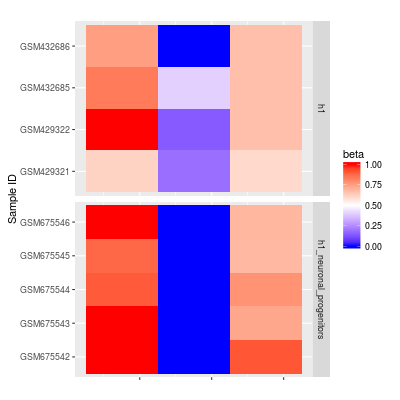 GSM432686
GSM432685
GSM429322
GSM429321
h1
GSM675546
GSM675545
GSM675544
GSM675543
GSM675542
h1_neuronal_progenitors
Sample ID
beta
1.00
0.75
0.50
0.25
0.00